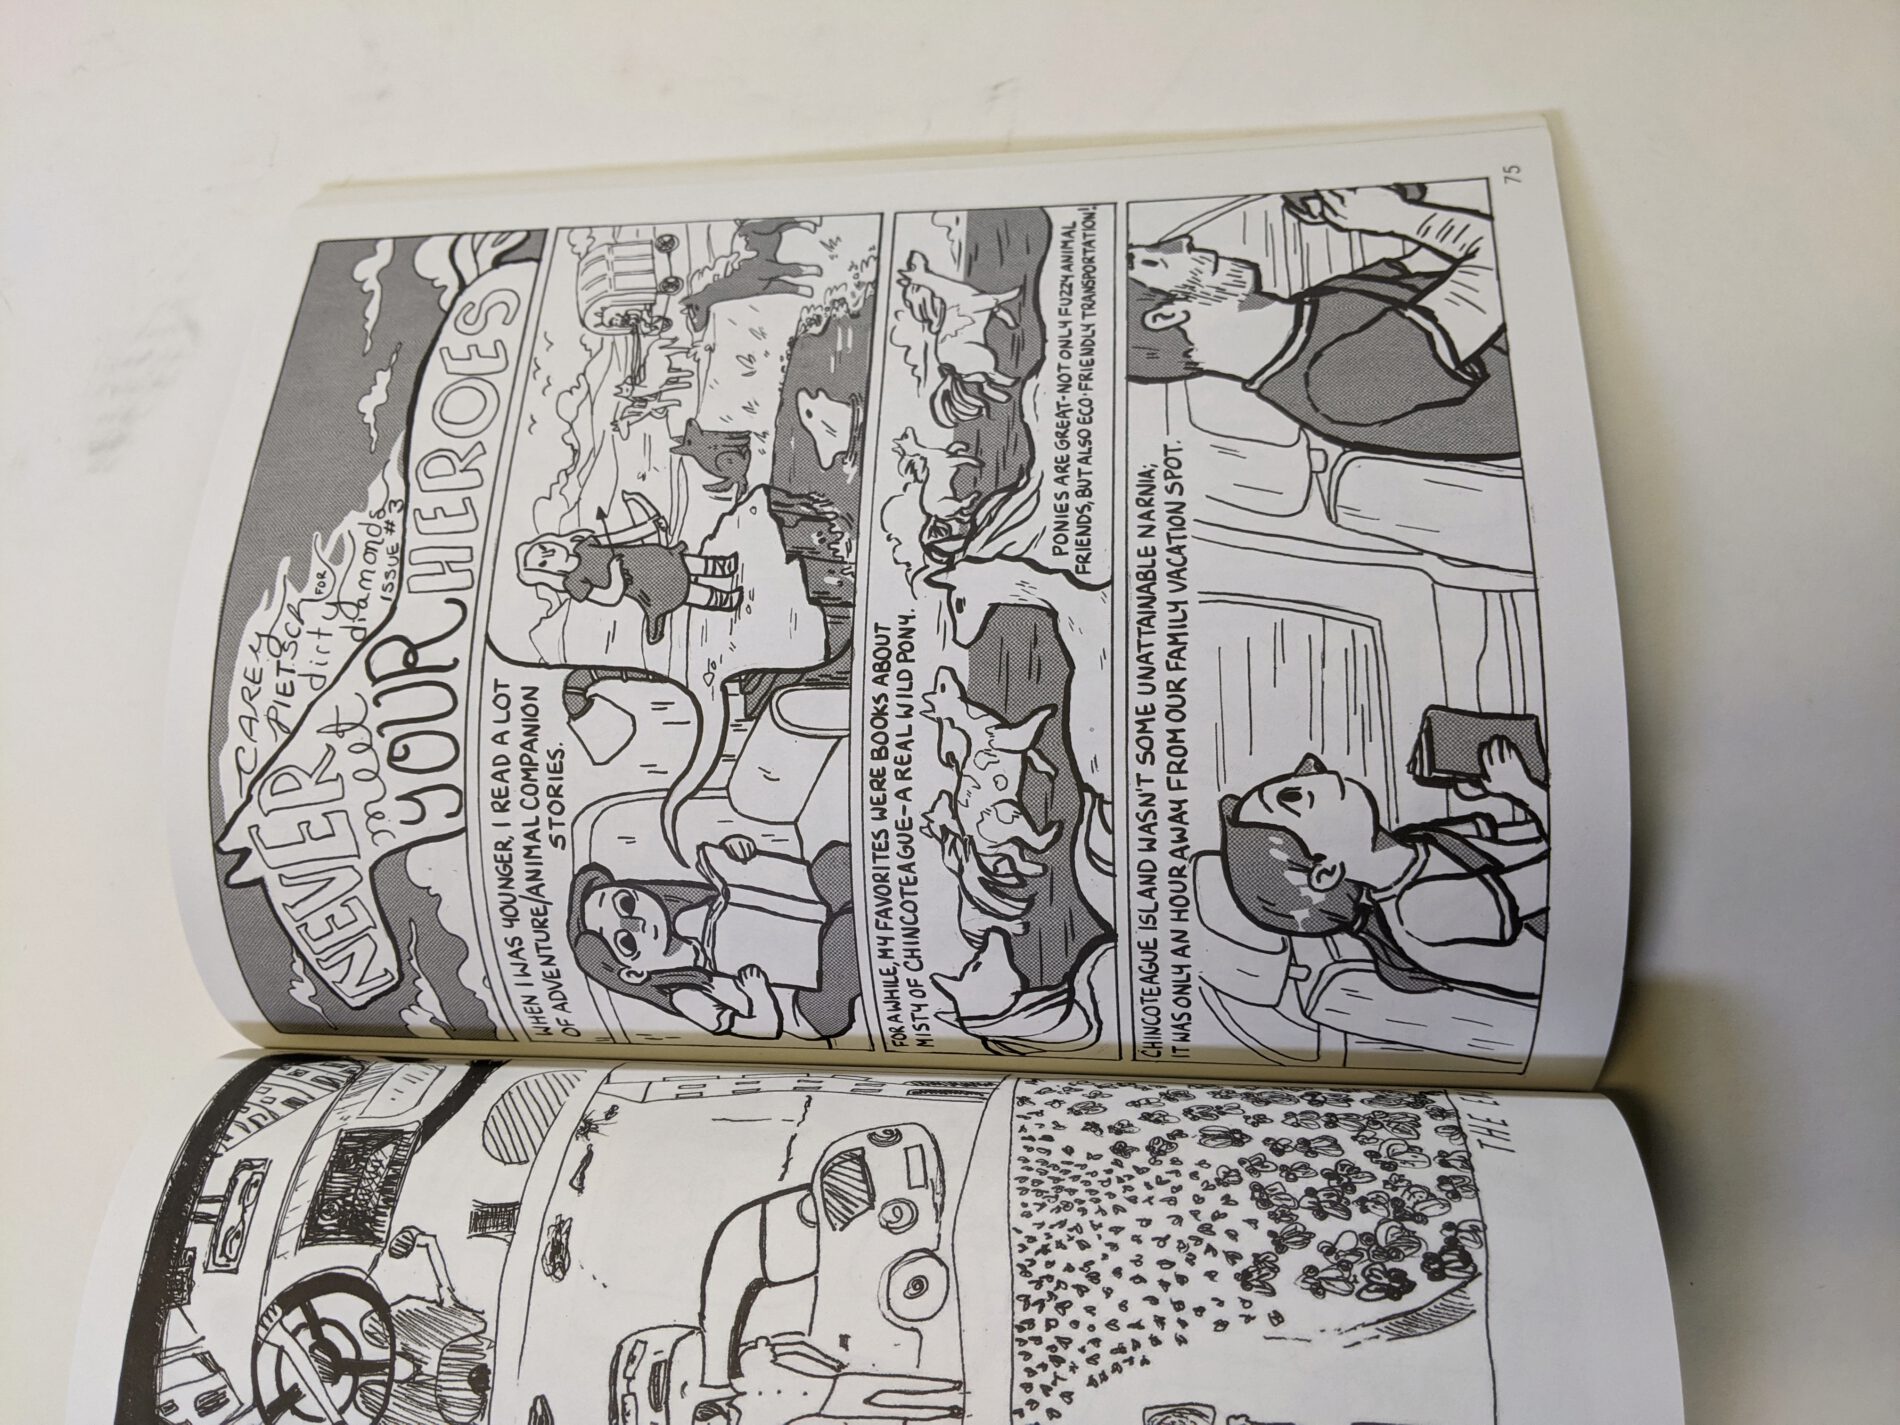 THE
NEVER
meet
YOUR
HEROES
CAREY
PIETSCH
FOR
dirty
diamonds
ISSUE #3
WHEN I WAS YOUNGER, I READ A LOT
OF ADVENTURE/ANIMAL COMPANION
STORIES.
FOR A WHILE, MY FAVORITES WERE BOOKS ABOUT
MISTY OF CHINCOTEAGUE–A REAL WILD PONY.
PONIES ARE GREAT-NOT ONLY FUZZY ANIMAL
FRIENDS, BUT ALSO ECO-FRIENDLY TRANSPORTATION!
CHINCOTEAGUE ISLAND WASN'T SOME UNATTAINABLE NARNIA;
IT WAS ONLY AN HOUR AWAY FROM OUR FAMILY VACATION SPOT.
75